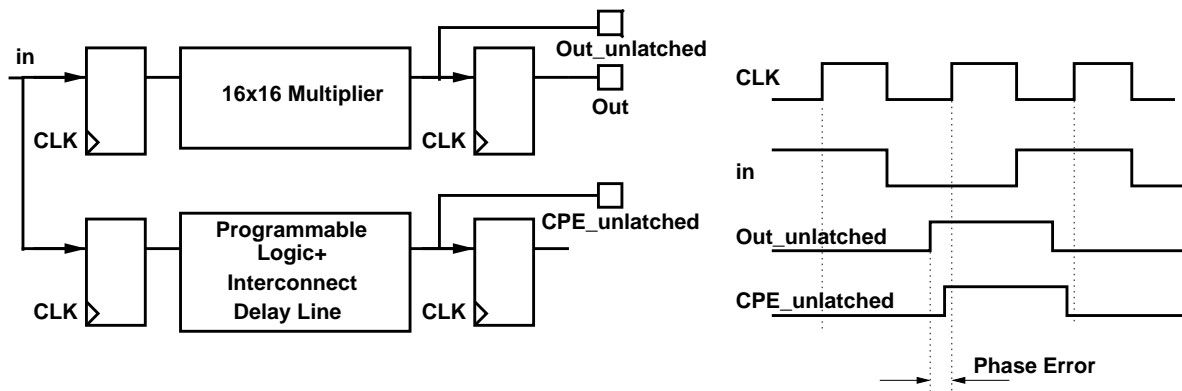 in
16x16 Multiplier
CLK
CLK
Out_unlatched
Out
Programmable
Logic+
Interconnect
Delay Line
CLK
CLK
CPE_unlatched
CLK
in
Out_unlatched
CPE_unlatched
Phase Error